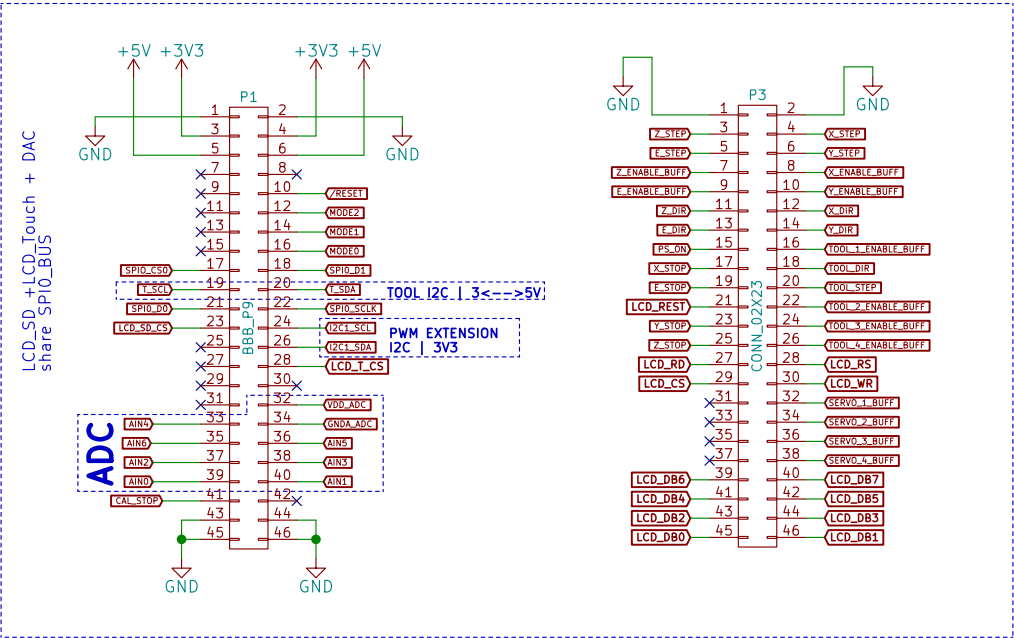 +5V +3V3 +3V3 +5V
P1
GND GND
1 2
3 4
5 6
7 8
9 10 /RESET
11 12 MODE2
13 14 MODE1
15 16 MODE0
SPI0_CS0 17 18 SPI0_D1
T_SCL 19 20 T_SDA TOOL I2C | 3<-->5V
SPI0_D0 21 22 SPI0_SCLK
LCD_SD_CS 23 24 I2C1_SCL PWM EXTENSION
25 26 I2C1_SDA I2C | 3V3
27 28 LCD_T_CS
29 30
31 32 VDD_ADC
AIN4 33 34 GNDA_ADC
AIN6 35 36 AIN5
AIN2 37 38 AIN3
AIN0 39 40 AIN1
CAL_STOP 41 42
43 44
45 46
GND GND
BBB_P9
ADC
LCD_SD +LCD_Touch + DAC
share SPI0_BUS
P3
GND GND
1 2
Z_STEP 3 4 X_STEP
E_STEP 5 6 Y_STEP
Z_ENABLE_BUFF 7 8 X_ENABLE_BUFF
E_ENABLE_BUFF 9 10 Y_ENABLE_BUFF
Z_DIR 11 12 X_DIR
E_DIR 13 14 Y_DIR
PS_ON 15 16 TOOL_1_ENABLE_BUFF
X_STOP 17 18 TOOL_DIR
E_STOP 19 20 TOOL_STEP
LCD_REST 21 22 TOOL_2_ENABLE_BUFF
Y_STOP 23 24 TOOL_3_ENABLE_BUFF
Z_STOP 25 26 TOOL_4_ENABLE_BUFF
LCD_RD 27 28 LCD_RS
LCD_CS 29 30 LCD_WR
31 32 SERVO_1_BUFF
33 34 SERVO_2_BUFF
35 36 SERVO_3_BUFF
37 38 SERVO_4_BUFF
LCD_DB6 39 40 LCD_DB7
LCD_DB4 41 42 LCD_DB5
LCD_DB2 43 44 LCD_DB3
LCD_DB0 45 46 LCD_DB1
CONN_02X23